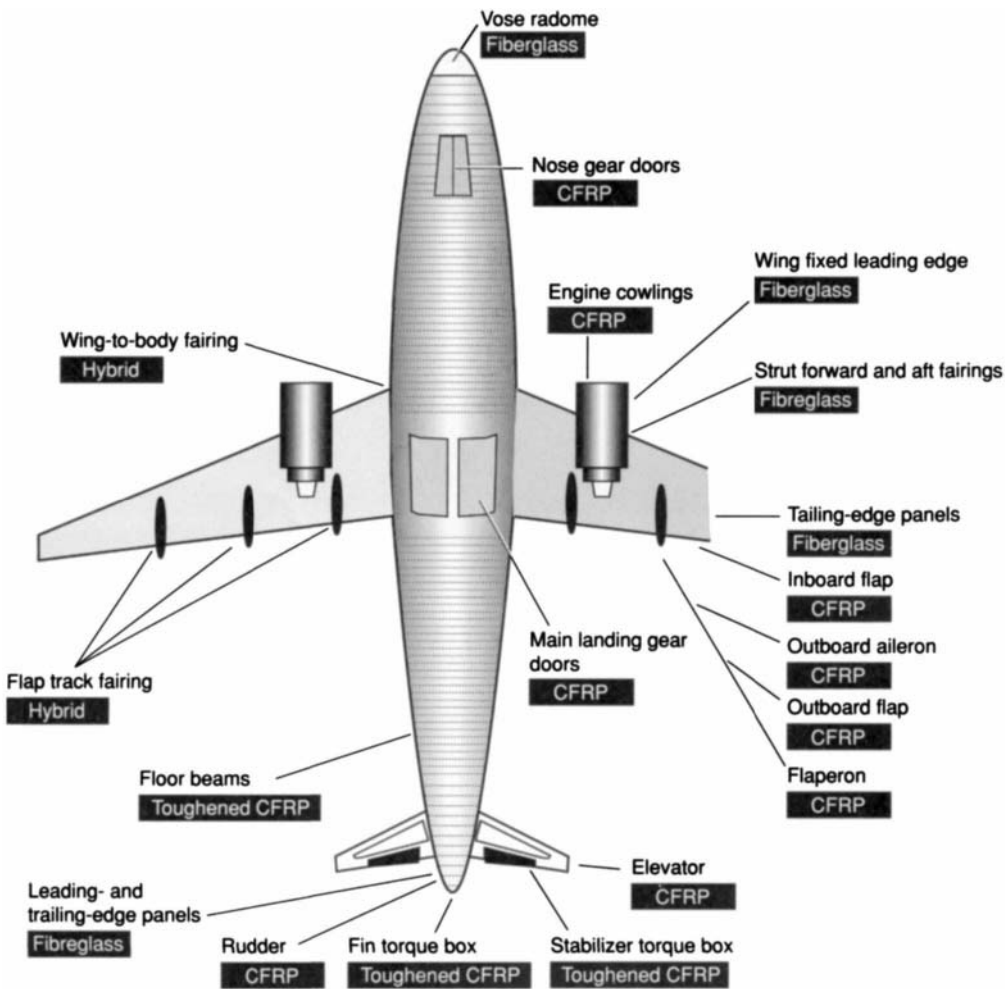 Vose radome
Fiberglass
Nose gear doors
CFRP
Wing fixed leading edge
Fiberglass
Engine cowlings
CFRP
Wing-to-body fairing
Hybrid
Strut forward and aft fairings
Fibreglass
Tailing-edge panels
Fiberglass
Inboard flap
CFRP
Main landing gear
doors
CFRP
Outboard aileron
CFRP
Flap track fairing
Hybrid
Outboard flap
CFRP
Floor beams
Toughened CFRP
Flaperon
CFRP
Elevator
CFRP
Leading- and
trailing-edge panels
Fibreglass
Rudder
CFRP
Fin torque box
Toughened CFRP
Stabilizer torque box
Toughened CFRP